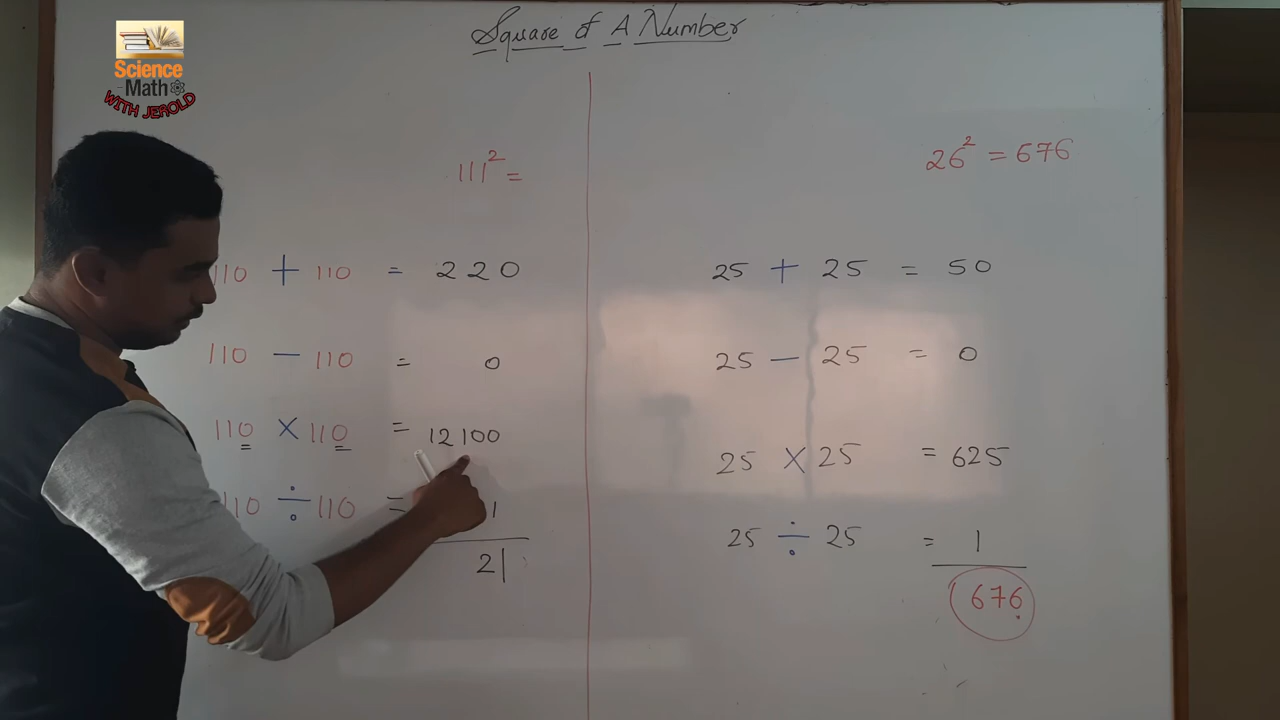 Square of A Number
Science
Math
WITH JEROLD
111² =
110 + 110 = 220
110 - 110 = 0
110 × 110 = 12100
110 ÷ 110 = 1
21
26² = 676
25 + 25 = 50
25 - 25 = 0
25 × 25 = 625
25 ÷ 25 = 1
676